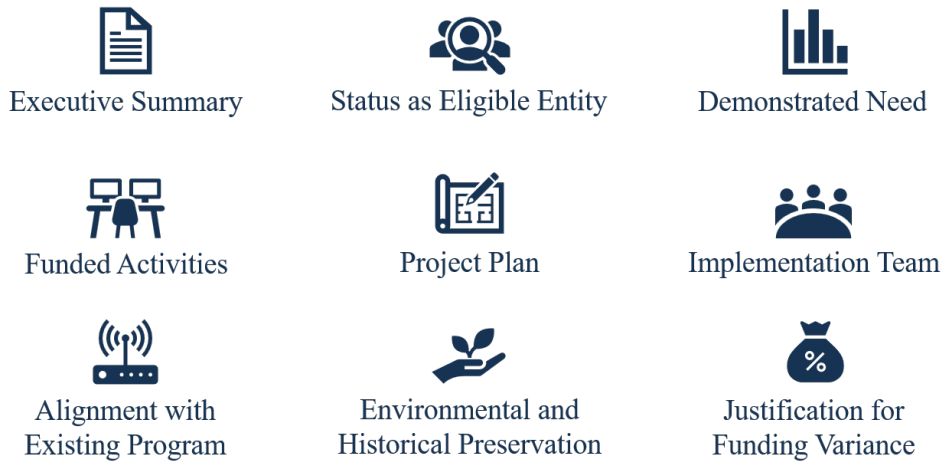 Executive Summary
Status as Eligible Entity
Demonstrated Need
Funded Activities
Project Plan
Implementation Team
Alignment with
Existing Program
Environmental and
Historical Preservation
%
Justification for
Funding Variance